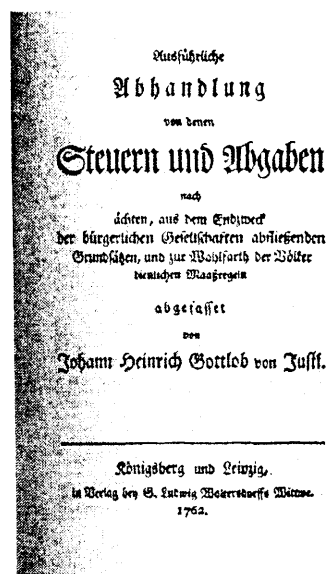 Ausführliche
Abhandlung
von denen
Steuern und Abgaben
nach
ächten, aus dem Endzweck
der bürgerlichen Gesellschaften abfließenden
Grundsätzen, und zur Wohlfarth der Völker
dienlichen Maaßregeln
abgefasset
von
Johann Heinrich Gottlob von Justi.
Königsberg und Leipzig,
in Verlag bey G. Ludwig Woltersdorffs Wittwe.
1762.